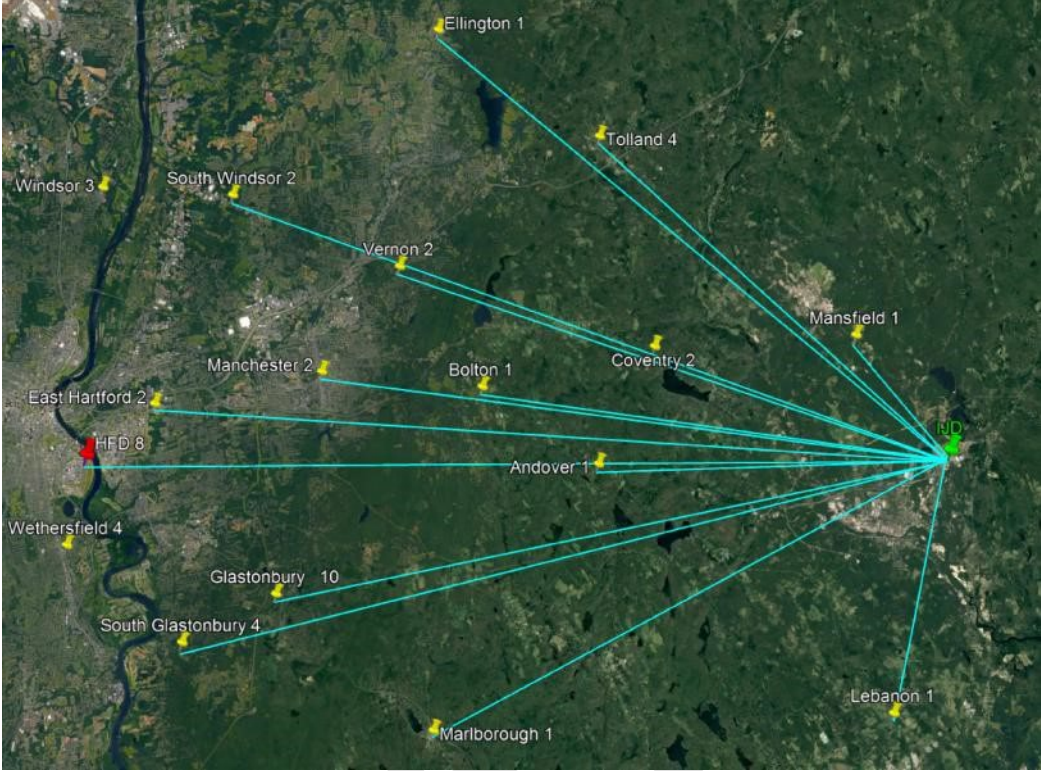 Ellington 1
Tolland 4
Windsor 3
South Windsor 2
Vernon 2
Mansfield 1
Coventry 2
Manchester 2
Bolton 1
East Hartford 2
HFD 8
IJD
Andover 1
Wethersfield 4
Glastonbury 10
South Glastonbury 4
Lebanon 1
Marlborough 1